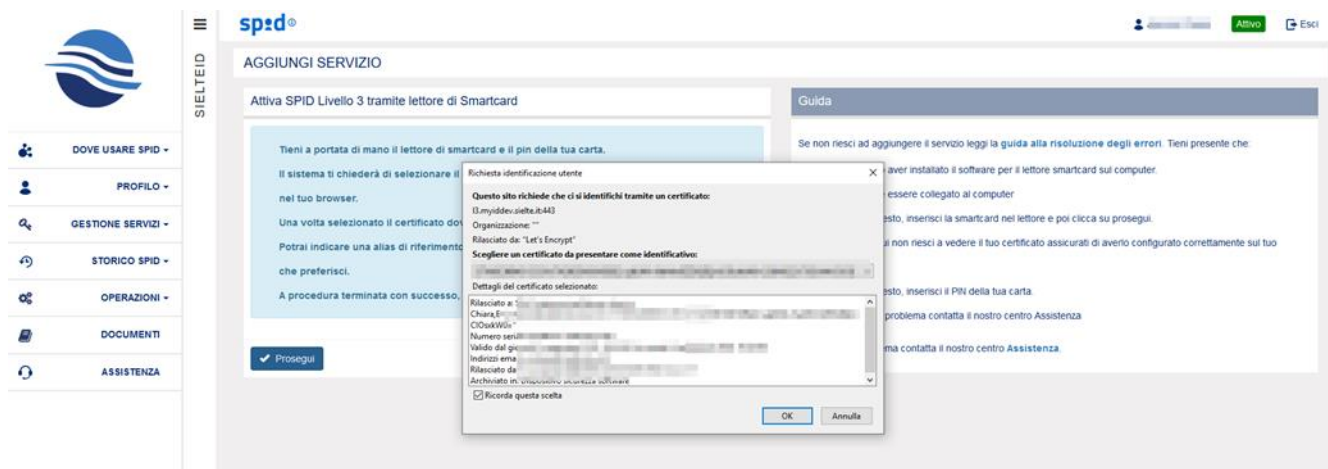 spid
Attivo
Esci
SIELTEID
AGGIUNGI SERVIZIO
DOVE USARE SPID
PROFILO
GESTIONE SERVIZI
STORICO SPID
OPERAZIONI
DOCUMENTI
ASSISTENZA
Attiva SPID Livello 3 tramite lettore di Smartcard
Tieni a portata di mano il lettore di smartcard e il pin della tua carta.
Il sistema ti chiederà di selezionare il
nel tuo browser.
Una volta selezionato il certificato
Potrai indicare una alias di riferimento
che preferisci.
A procedura terminata con successo,
Prosegui
Richiesta identificazione utente
Questo sito richiede che ci si identifichi tramite un certificato:
l3.myiddev.sielte.it:443
Organizzazione: ""
Rilasciato da: "Let's Encrypt"
Scegliere un certificato da presentare come identificativo:
Dettagli del certificato selezionato:
Rilasciato a:
Chiara
Numero
Valido dal
Indirizzi
Rilasciato da
Archiviato in: Dispositivo sicurezza software
Ricorda questa scelta
OK
Annulla
Guida
Se non riesci ad aggiungere il servizio leggi la guida alla risoluzione degli errori. Tieni presente che:
aver installato il software per il lettore smartcard sul computer.
essere collegato al computer
inserisci la smartcard nel lettore e poi clicca su prosegui.
non riesci a vedere il tuo certificato assicurati di averlo configurato correttamente sul tuo
inserisci il PIN della tua carta.
problema contatta il nostro centro Assistenza
contatta il nostro centro Assistenza.